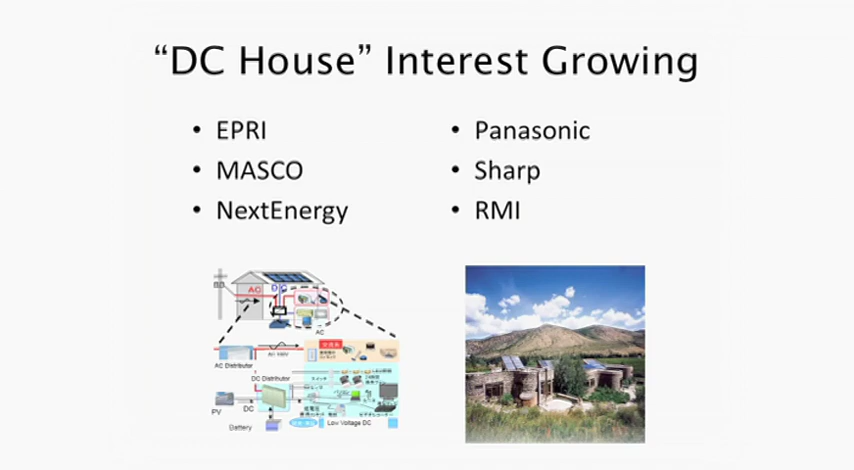 “DC House” Interest Growing
• EPRI
• MASCO
• NextEnergy
• Panasonic
• Sharp
• RMI
AC
DC
AC
AC Distributor
DC Distributor
PV
DC
Battery
Low Voltage DC